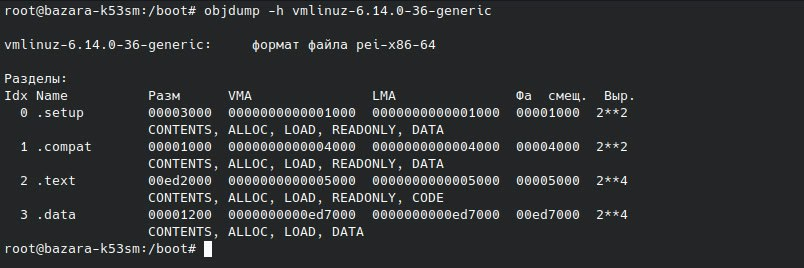 root@bazara-k53sm:/boot# objdump -h vmlinuz-6.14.0-36-generic
vmlinuz-6.14.0-36-generic:     формат файла pei-x86-64
Разделы:
Idx Name          Разм      VMA               LMA               Фа  смещ.  Выр.
  0 .setup        00003000  0000000000001000  0000000000001000  00001000  2**2
                  CONTENTS, ALLOC, LOAD, READONLY, DATA
  1 .compat       00001000  0000000000004000  0000000000004000  00004000  2**2
                  CONTENTS, ALLOC, LOAD, READONLY, DATA
  2 .text         00ed2000  0000000000005000  0000000000005000  00005000  2**4
                  CONTENTS, ALLOC, LOAD, READONLY, CODE
  3 .data         00001200  0000000000ed7000  0000000000ed7000  00ed7000  2**4
                  CONTENTS, ALLOC, LOAD, DATA
root@bazara-k53sm:/boot#